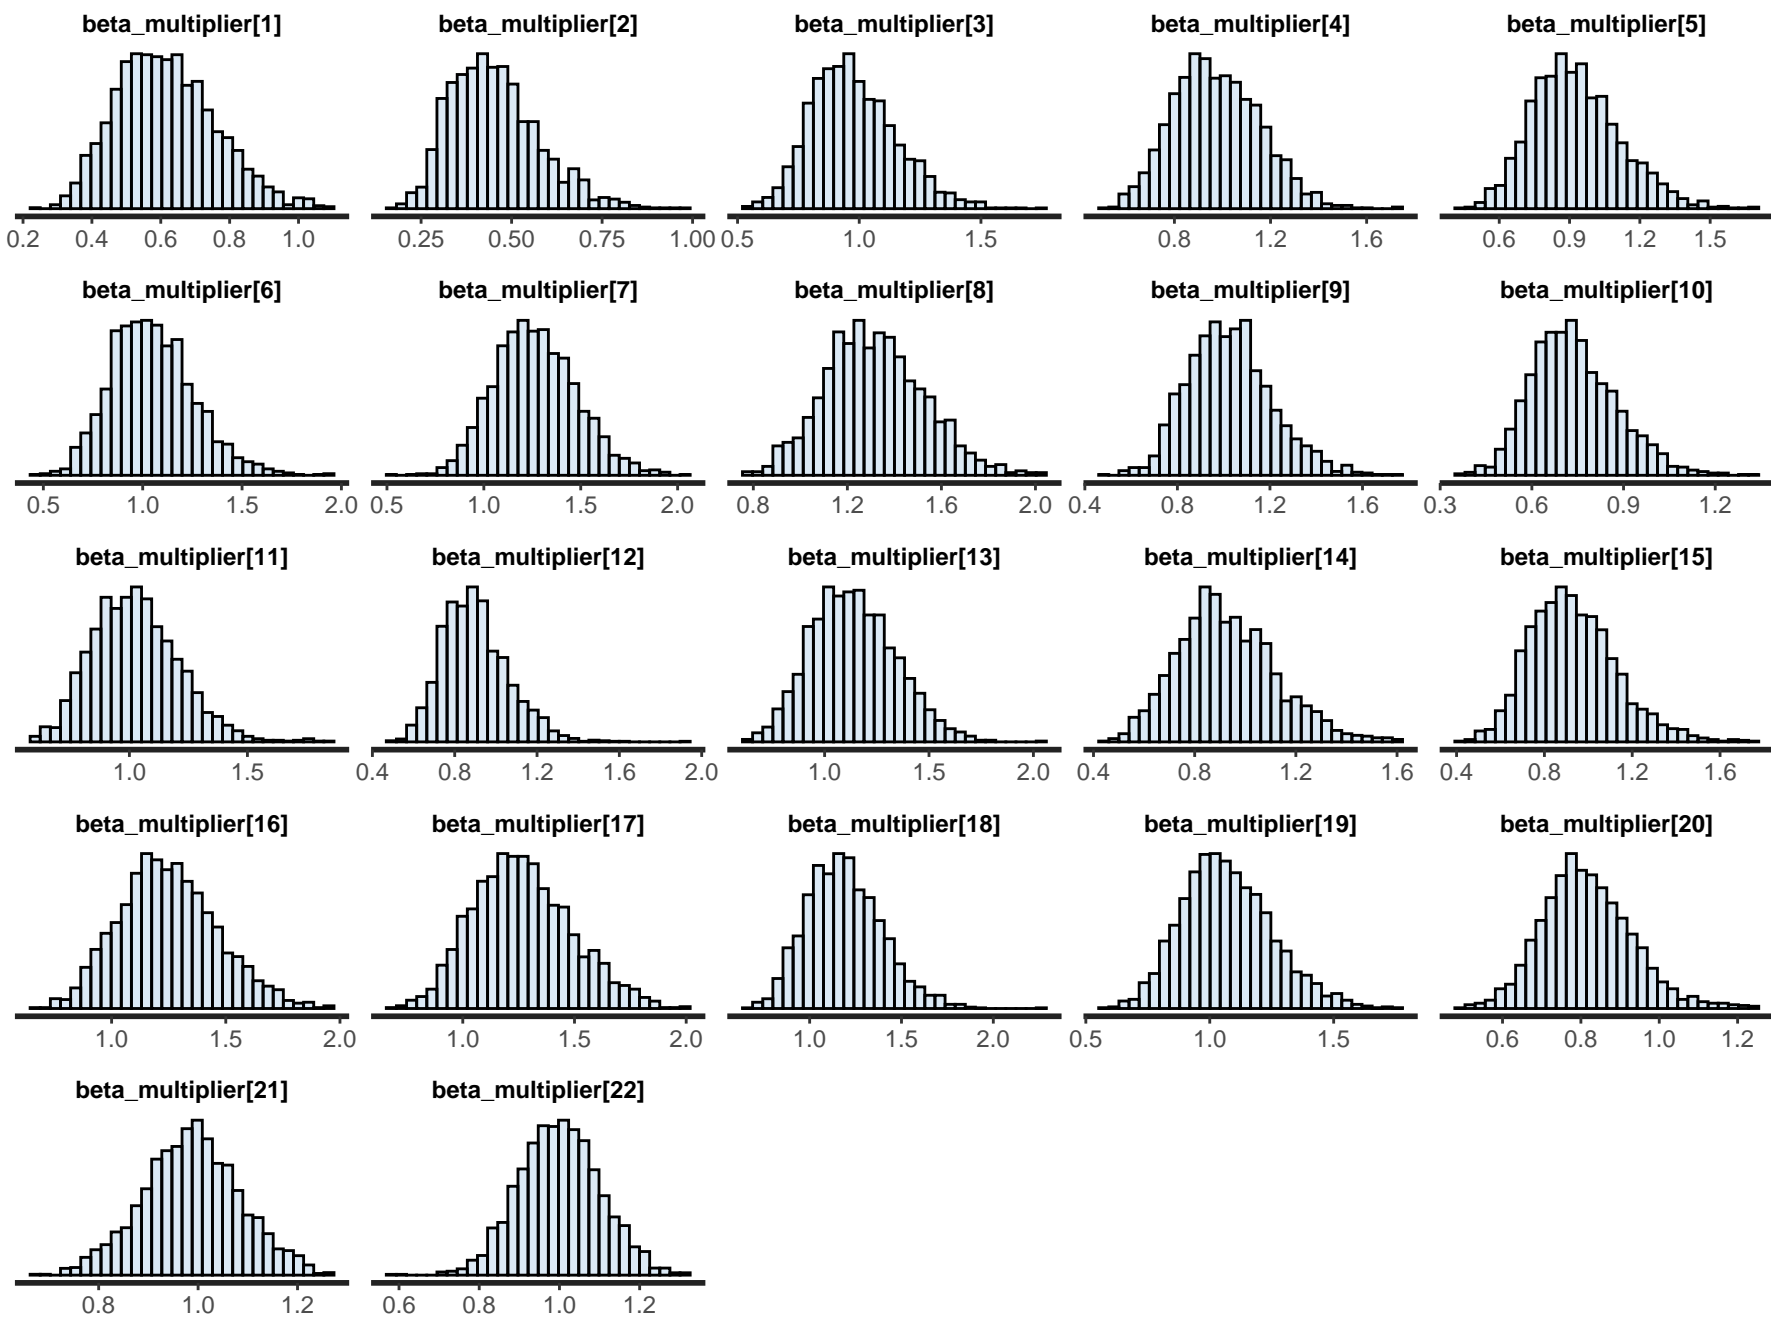 beta_multiplier[1] beta_multiplier[2] beta_multiplier[3] beta_multiplier[4] beta_multiplier[5]
0.2 0.4 0.6 0.8 1.0 0.25 0.50 0.75 1.00 0.5 1.0 1.5 0.8 1.2 1.6 0.6 0.9 1.2 1.5
beta_multiplier[6] beta_multiplier[7] beta_multiplier[8] beta_multiplier[9] beta_multiplier[10]
0.5 1.0 1.5 2.0 0.5 1.0 1.5 2.0 0.8 1.2 1.6 2.0 0.4 0.8 1.2 1.6 0.3 0.6 0.9 1.2
beta_multiplier[11] beta_multiplier[12] beta_multiplier[13] beta_multiplier[14] beta_multiplier[15]
1.0 1.5 0.4 0.8 1.2 1.6 2.0 1.0 1.5 2.0 0.4 0.8 1.2 1.6 0.4 0.8 1.2 1.6
beta_multiplier[16] beta_multiplier[17] beta_multiplier[18] beta_multiplier[19] beta_multiplier[20]
1.0 1.5 2.0 1.0 1.5 2.0 1.0 1.5 2.0 0.5 1.0 1.5 0.6 0.8 1.0 1.2
beta_multiplier[21] beta_multiplier[22]
0.8 1.0 1.2 0.6 0.8 1.0 1.2